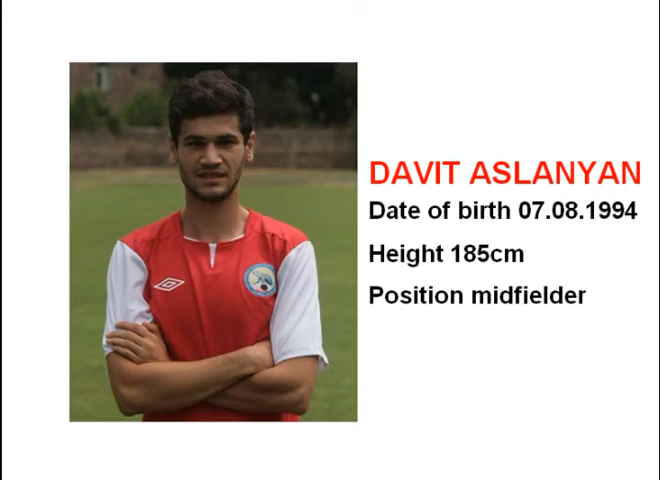 DAVIT ASLANYAN
Date of birth 07.08.1994
Height 185cm
Position midfielder